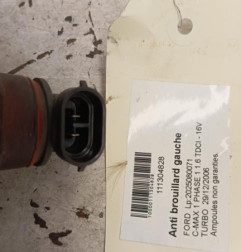 111304828
Anti brouillard gauche
FORD Lp:2025080071
C-MAX 1 PHASE 1 1.6 TDCI - 16V
TURBO 29/12/2006
Ampoules non garanties.